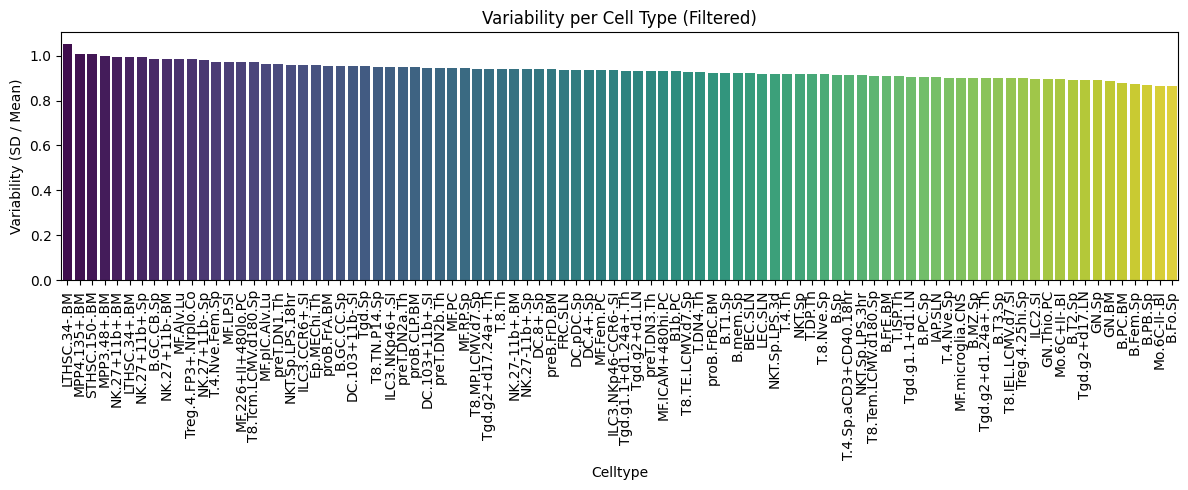 Variability per Cell Type (Filtered)
Variability (SD / Mean)
1.0
0.8
0.6
0.4
0.2
0.0
LTHSC.34-.BM
MPP4.135+.BM
STHSC.150-.BM
MPP3.48+.BM
NK.27+11b+.BM
LTHSC.34+.BM
NK.27+11b+.Sp
B.GC.CB.Sp
NK.27+11b-.BM
MF.Alv.Lu
Treg.4.FP3+.Nrplo.Co
NK.27+11b-.Sp
T.4.Nve.Fem.Sp
MF.LP.SI
MF.226+II+480lo.PC
T8.Tcm.LCMV.d180.Sp
MF.pIC.Alv.Lu
preT.DN1.Th
NKT.Sp.LPS.18hr
ILC3.CCR6+.SI
Ep.MEChi.Th
proB.FrA.BM
B.GC.CC.Sp
DC.103+11b-.SI
Tgd.Sp
T8.TN.P14.Sp
ILC3.NKp46+.SI
preT.DN2a.Th
proB.CLP.BM
DC.103+11b+.SI
preT.DN2b.Th
MF.PC
MF.RP.Sp
T8.MP.LCMV.d7.Sp
Tgd.g2+d17.24a+.Th
T.8.Th
NK.27-11b+.BM
NK.27-11b+.Sp
DC.8+.Sp
preB.FrD.BM
FRC.SLN
DC.pDC.Sp
DC.4+.Sp
MF.Fem.PC
ILC3.NKp46-CCR6-.SI
Tgd.g1.1+d1.24a+.Th
Tgd.g2+d1.LN
preT.DN3.Th
MF.ICAM+480hi.PC
B1b.PC
T8.TE.LCMV.d7.Sp
T.DN4.Th
proB.FrBC.BM
B.T1.Sp
B.mem.Sp
BEC.SLN
LEC.SLN
NKT.Sp.LPS.3d
T.4.Th
NKT.Sp
T.DP.Th
T.8.Nve.Sp
B.Sp
T.4.Sp.aCD3+CD40.18hr
NKT.Sp.LPS.3hr
T8.Tem.LCMV.d180.Sp
B.FrE.BM
T.ISP.Th
Tgd.g1.1+d1.LN
B.PC.Sp
IAP.SLN
T.4.Nve.Sp
MF.microglia.CNS
B.MZ.Sp
Tgd.g2+d1.24a+.Th
B.T3.Sp
T8.IEL.LCMV.d7.SI
Treg.4.25hi.Sp
ILC2.SI
GN.Thio.PC
Mo.6C+II-.Bl
B.T2.Sp
Tgd.g2+d17.LN
GN.Sp
GN.BM
B.PC.BM
B.Fem.Sp
B.PB.Sp
Mo.6C-II-.Bl
B.Fo.Sp
Celltype